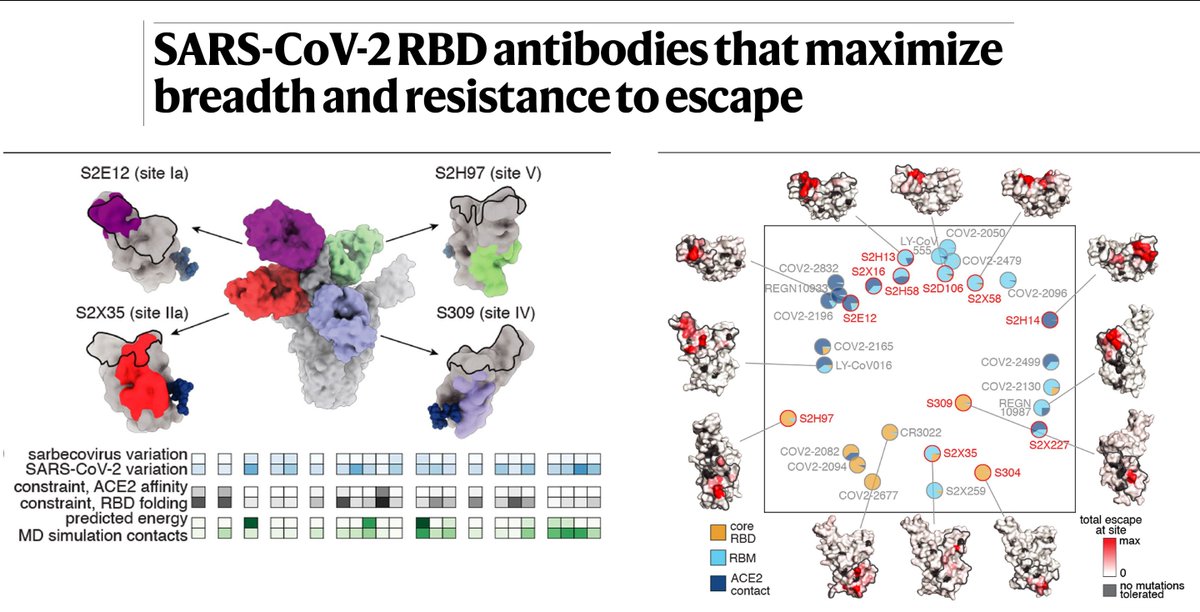 SARS-CoV-2 RBD antibodies that maximize
breadth and resistance to escape
S2E12 (site Ia)
S2H97 (site V)
S2X35 (site IIa)
S309 (site IV)
sarbecovirus variation
SARS-CoV-2 variation
constraint, ACE2 affinity
constraint, RBD folding
predicted energy
MD simulation contacts
COV2-2050
LY-CoV
555
S2H13
COV2-2479
COV2-2832
S2X16
REGN10933
S2H58
S2D106
S2X58
COV2-2096
COV2-2196
S2E12
S2H14
COV2-2165
LY-CoV016
COV2-2499
COV2-2130
REGN
10987
S309
S2H97
S2X227
CR3022
COV2-2082
COV2-2094
S2X35
S304
COV2-2677
S2X259
core
RBD
RBM
ACE2
contact
total escape
at site
max
0
no mutations
tolerated